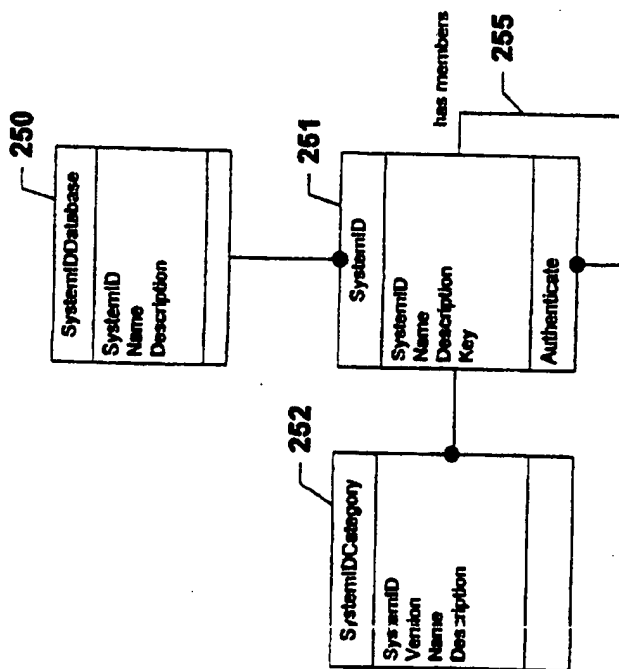 250
SystemIDDatabase
SystemID
Name
Description
251
SystemID
SystemID
Name
Description
Key
Authenticate
has members
255
252
SystemIDCategory
SystemID
Version
Name
Description